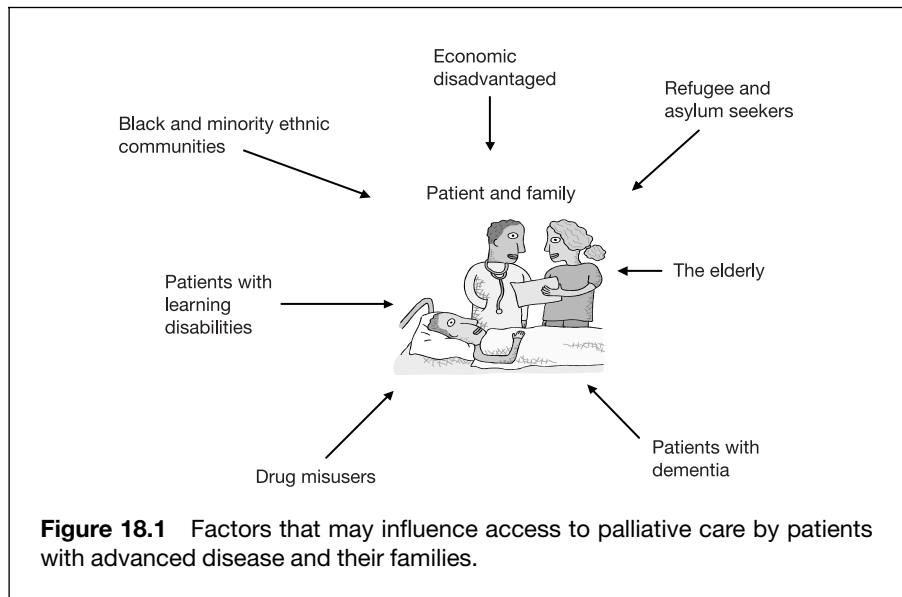 Economic
disadvantaged
Refugee and
asylum seekers
Black and minority ethnic
communities
Patient and family
The elderly
Patients with
learning
disabilities
Patients with
dementia
Drug misusers
Figure 18.1 Factors that may influence access to palliative care by patients
with advanced disease and their families.